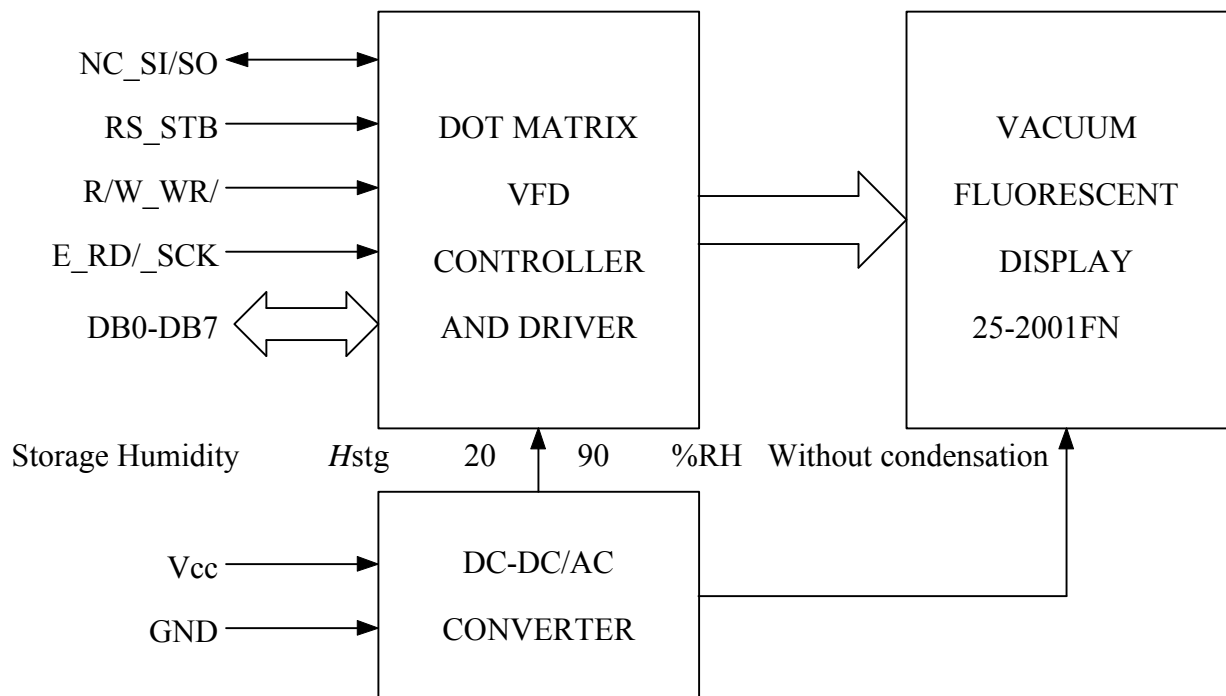 NC_SI/SO
RS_STB
R/W_WR/
E_RD/_SCK
DB0-DB7
DOT MATRIX
VFD
CONTROLLER
AND DRIVER
VACUUM
FLUORESCENT
DISPLAY
25-2001FN
Storage Humidity Hstg 20 90 %RH Without condensation
Vcc
GND
DC-DC/AC
CONVERTER